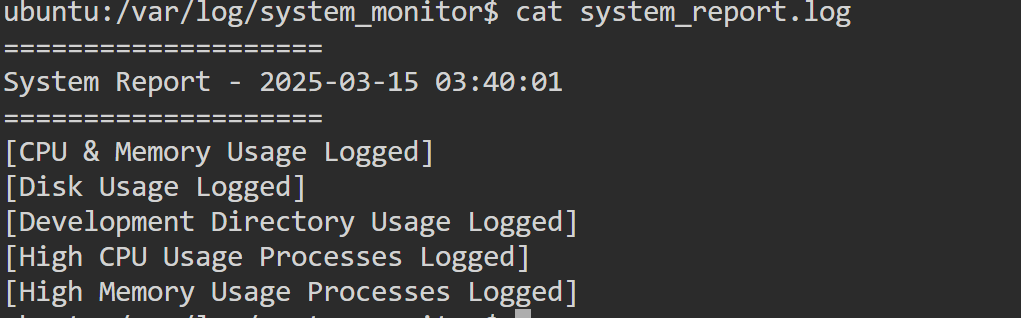 ubuntu:/var/log/system_monitor$ cat system_report.log
====================
System Report - 2025-03-15 03:40:01
====================
[CPU & Memory Usage Logged]
[Disk Usage Logged]
[Development Directory Usage Logged]
[High CPU Usage Processes Logged]
[High Memory Usage Processes Logged]